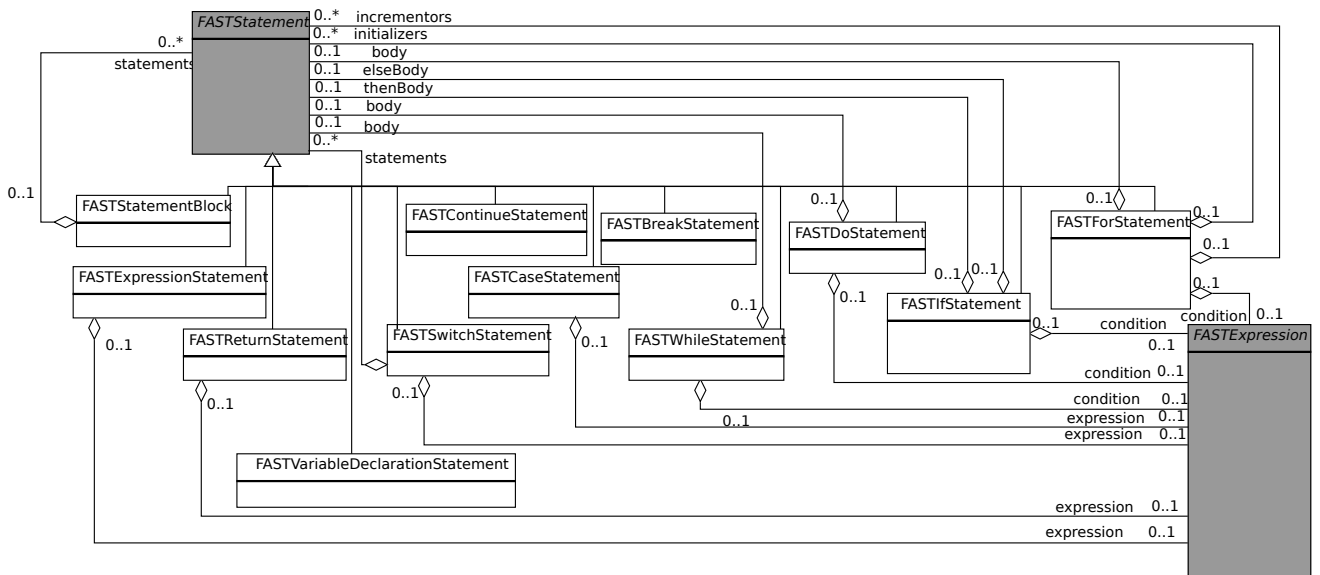 FASTStatement
0..* incrementors
0..* initializers
0..* statements
0..1 body
0..1 elseBody
0..1 thenBody
0..1 body
0..1 body
0..* statements
0..1
FASTStatementBlock
FASTContinueStatement
FASTBreakStatement
0..1
FASTDoStatement
0..1
FASTForStatement
0..1
0..1
0..1
FASTExpressionStatement
FASTCaseStatement
0..1
0..1
0..1
FASTIfStatement
0..1
0..1
FASTReturnStatement
FASTSwitchStatement
FASTWhileStatement
0..1
0..1
0..1
0..1
0..1
condition 0..1
FASTExpression
condition
0..1
condition 0..1
condition 0..1
0..1
expression 0..1
expression 0..1
FASTVariableDeclarationStatement
expression 0..1
expression 0..1